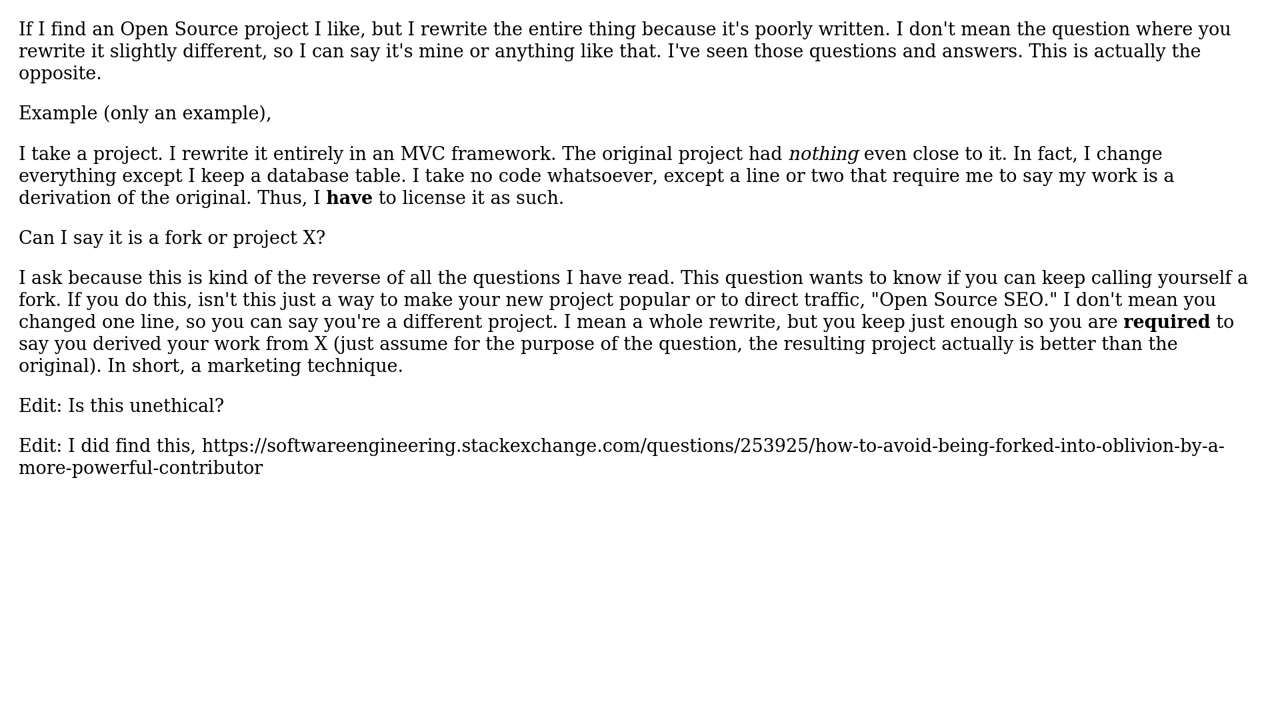 If I find an Open Source project I like, but I rewrite the entire thing because it's poorly written. I don't mean the question where you
rewrite it slightly different, so I can say it's mine or anything like that. I've seen those questions and answers. This is actually the
opposite.
Example (only an example),
I take a project. I rewrite it entirely in an MVC framework. The original project had nothing even close to it. In fact, I change
everything except I keep a database table. I take no code whatsoever, except a line or two that require me to say my work is a
derivation of the original. Thus, I have to license it as such.
Can I say it is a fork or project X?
I ask because this is kind of the reverse of all the questions I have read. This question wants to know if you can keep calling yourself a
fork. If you do this, isn't this just a way to make your new project popular or to direct traffic, "Open Source SEO." I don't mean you
changed one line, so you can say you're a different project. I mean a whole rewrite, but you keep just enough so you are required to
say you derived your work from X (just assume for the purpose of the question, the resulting project actually is better than the
original). In short, a marketing technique.
Edit: Is this unethical?
Edit: I did find this, https://softwareengineering.stackexchange.com/questions/253925/how-to-avoid-being-forked-into-oblivion-by-a-
more-powerful-contributor